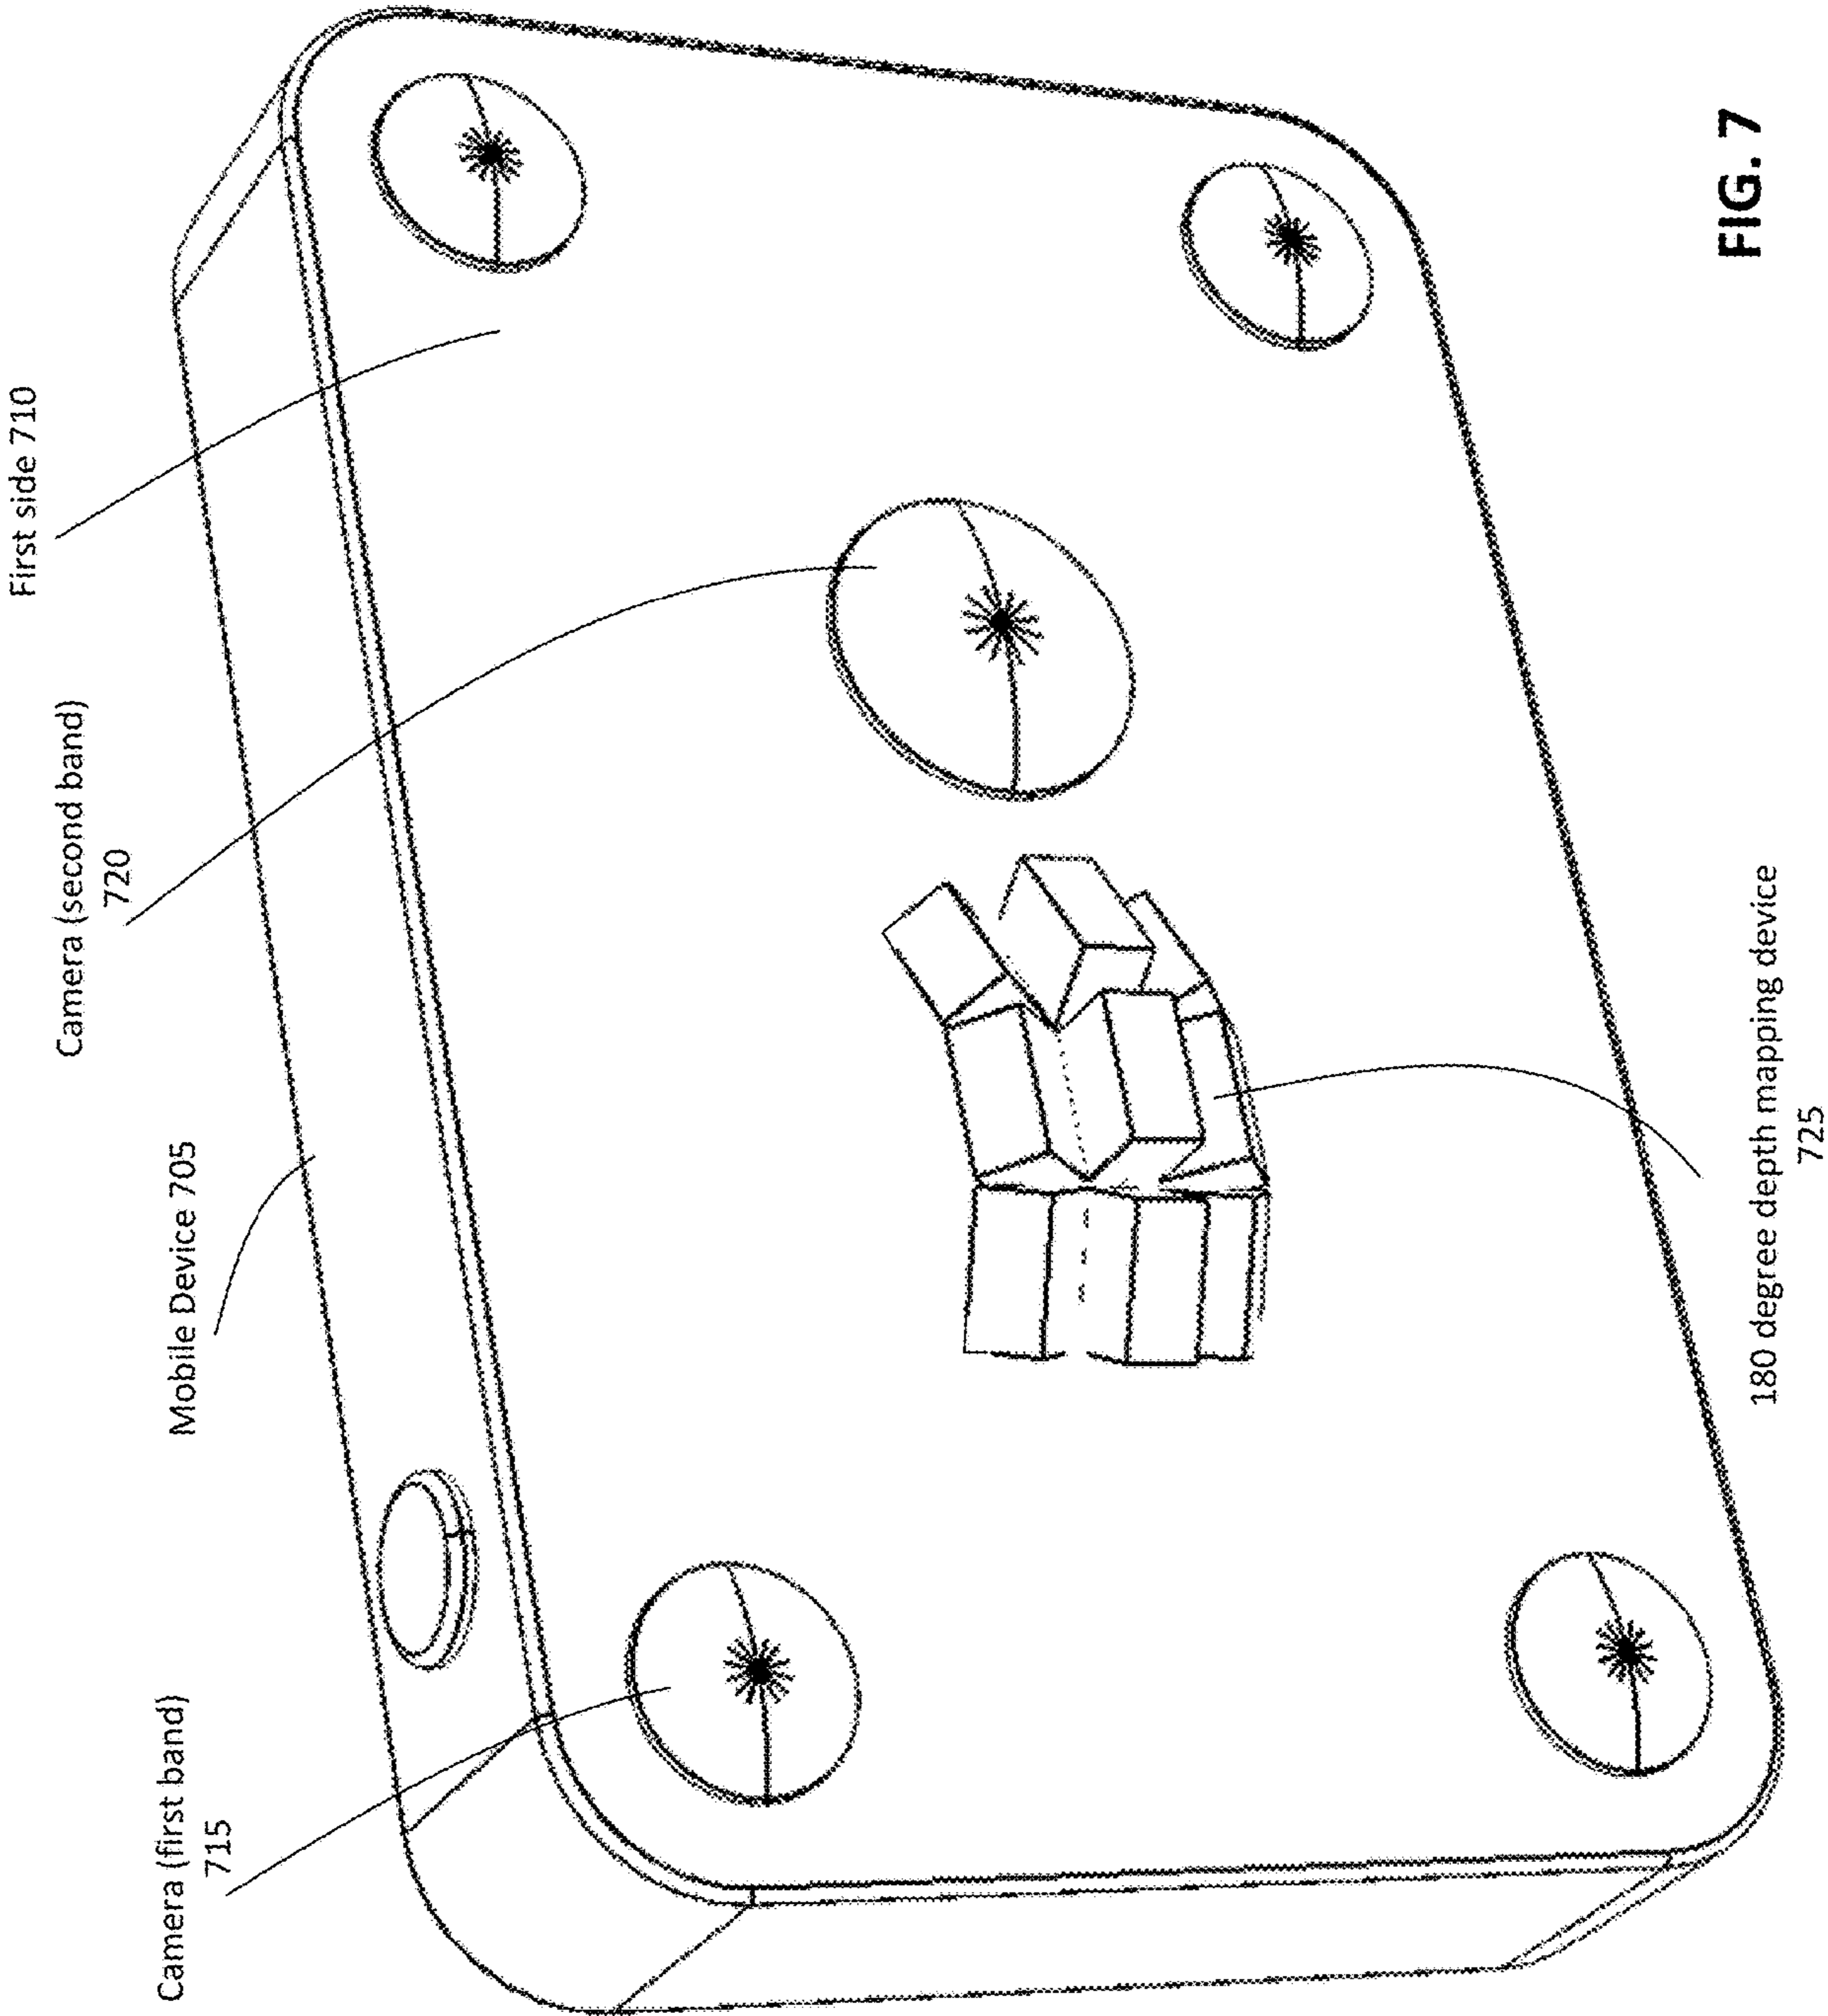 First side 710
Camera (second band)
720
Mobile Device 705
Camera (first band)
715
180 degree depth mapping device
725
FIG. 7